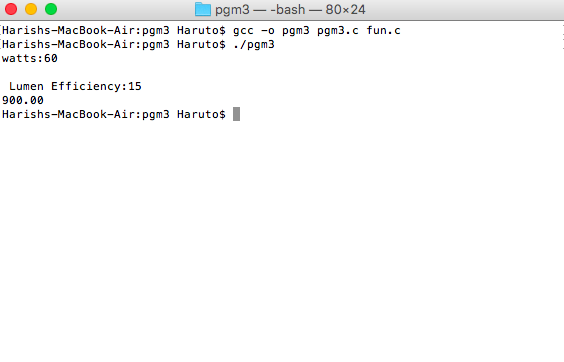 pgm3 — -bash — 80×24
[Harishs-MacBook-Air:pgm3 Haruto$ gcc -o pgm3 pgm3.c fun.c
[Harishs-MacBook-Air:pgm3 Haruto$ ./pgm3
watts:60
 Lumen Efficiency:15
900.00
Harishs-MacBook-Air:pgm3 Haruto$